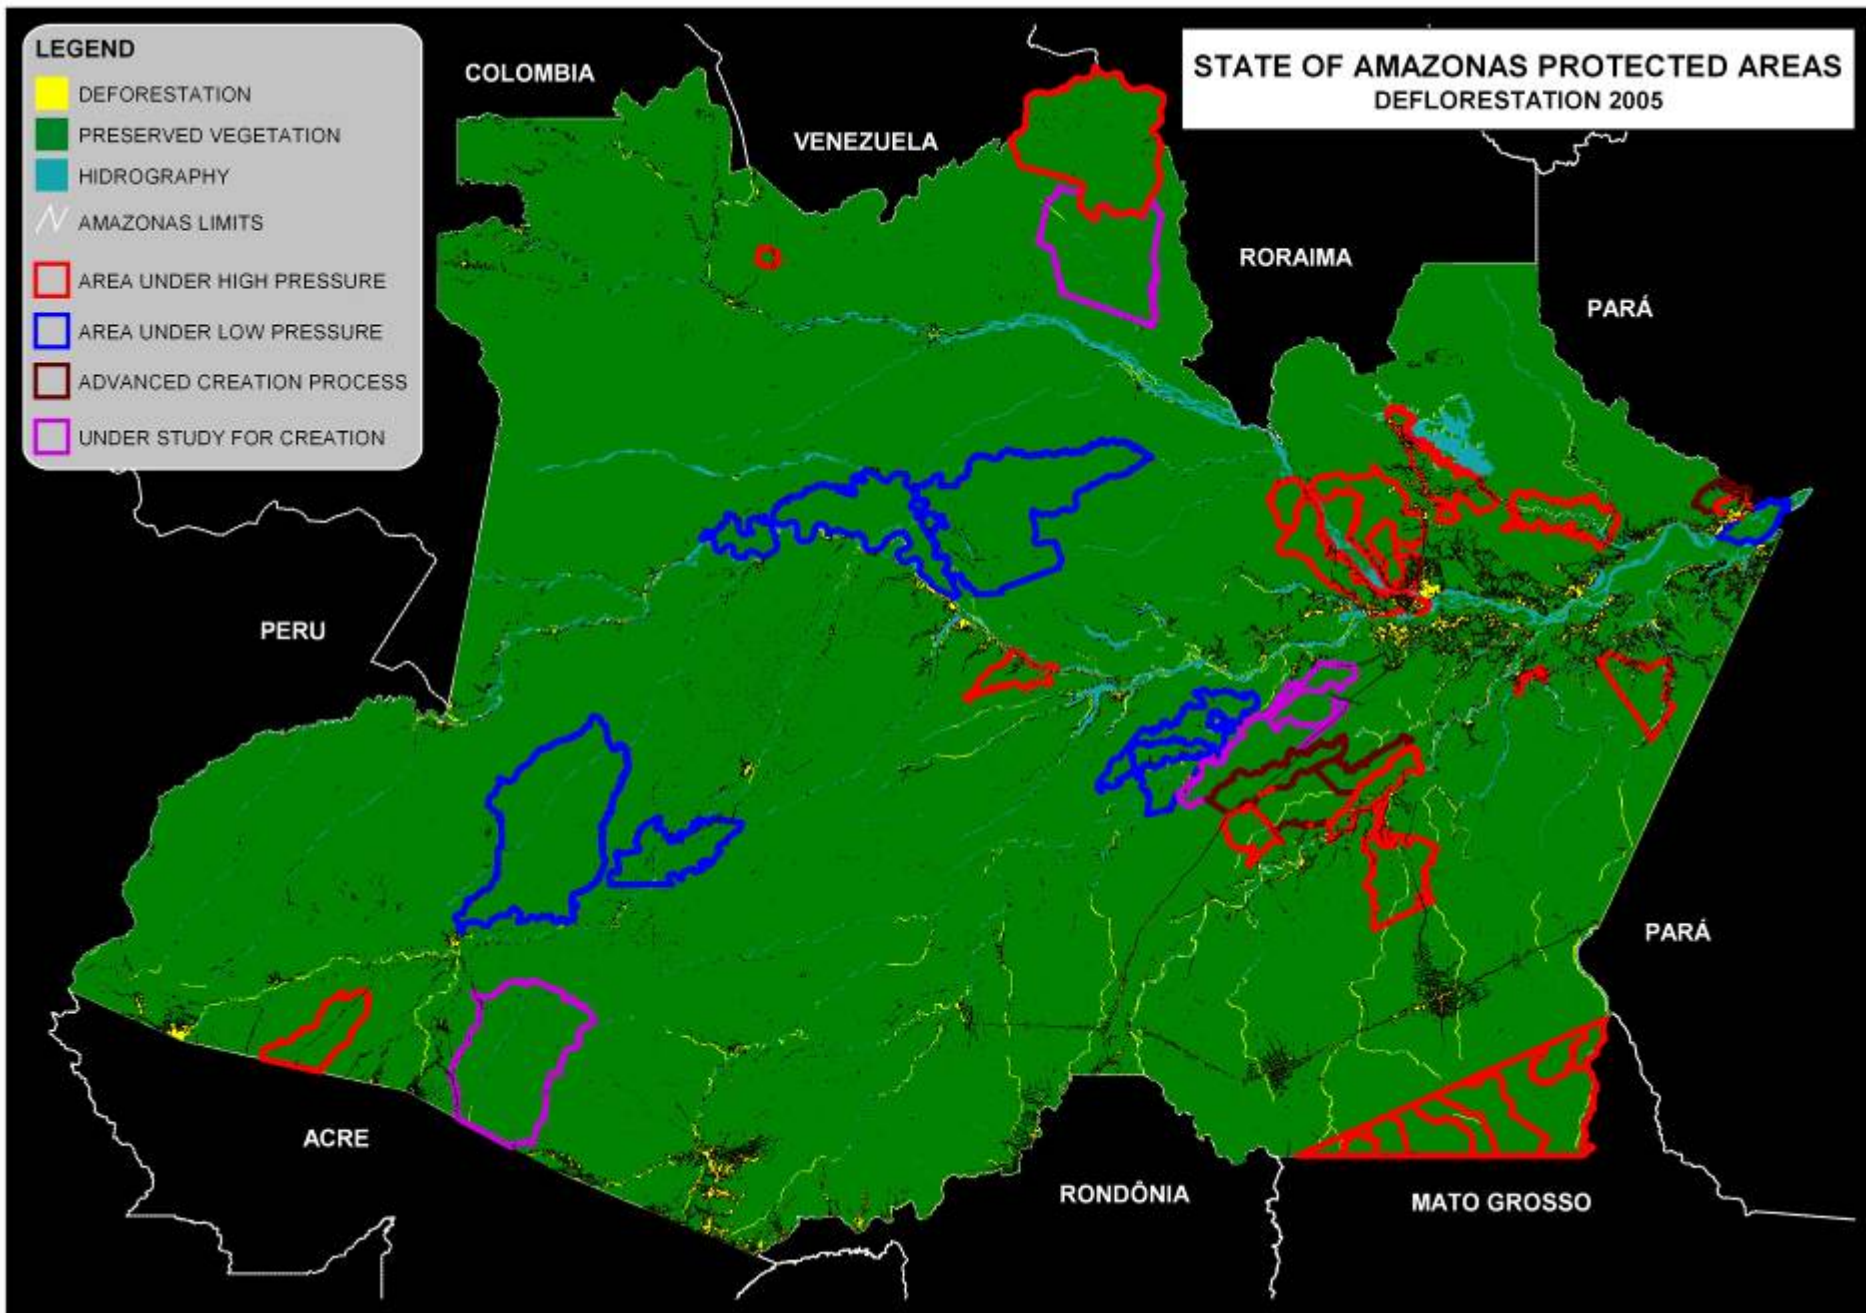 LEGEND
DEFORESTATION
PRESERVED VEGETATION
HIDROGRAPHY
AMAZONAS LIMITS
AREA UNDER HIGH PRESSURE
AREA UNDER LOW PRESSURE
ADVANCED CREATION PROCESS
UNDER STUDY FOR CREATION
STATE OF AMAZONAS PROTECTED AREAS
DEFLORESTATION 2005
COLOMBIA
VENEZUELA
RORAIMA
PARÁ
PERU
PARÁ
ACRE
RONDÔNIA
MATO GROSSO